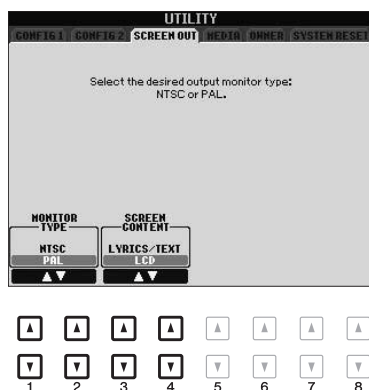 UTILITY
CONFIG 1 CONFIG 2 SCREEN OUT MEDIA OWNER SYSTEM RESET
Select the desired output monitor type:
NTSC or PAL.
MONITOR TYPE
SCREEN CONTENT
NTSC LYRICS/TEXT
PAL LCD
1 2 3 4 5 6 7 8